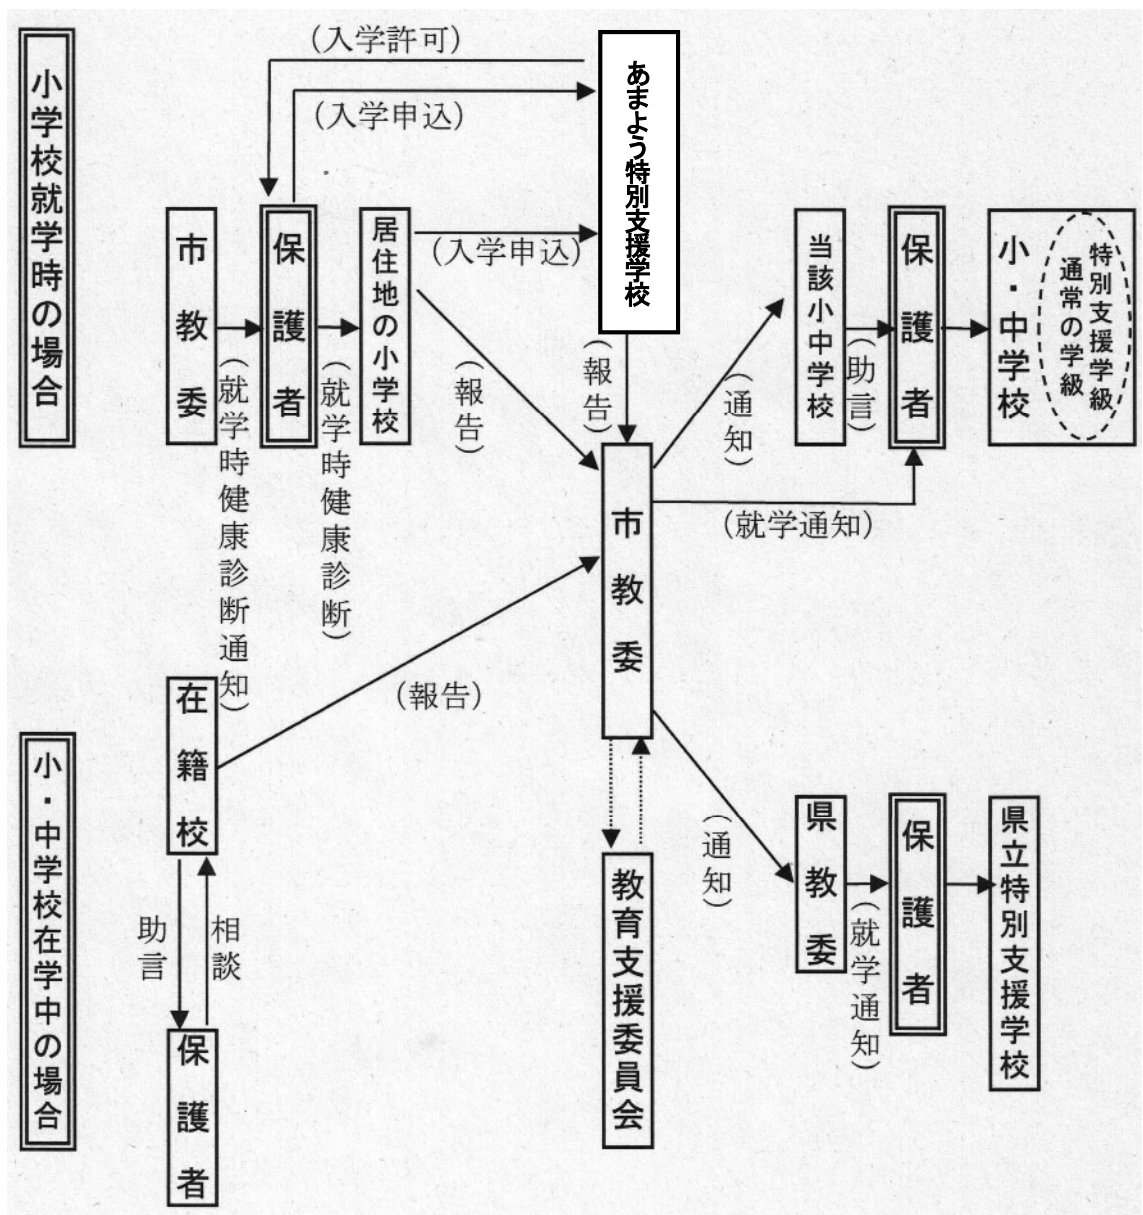 小学校就学時の場合
(入学許可)
(入学申込)
あまよう特別支援学校
市教委
(就学時健康診断通知)
保護者
(就学時健康診断)
居住地の小学校
(入学申込)
(報告)
(報告)
(通知)
当該小中学校
(助言)
保護者
小・中学校
特別支援学級
通常の学級
市教委
(就学通知)
小・中学校在学中の場合
在籍校
(報告)
助言
相談
保護者
教育支援委員会
(通知)
県教委
(就学通知)
保護者
県立特別支援学校